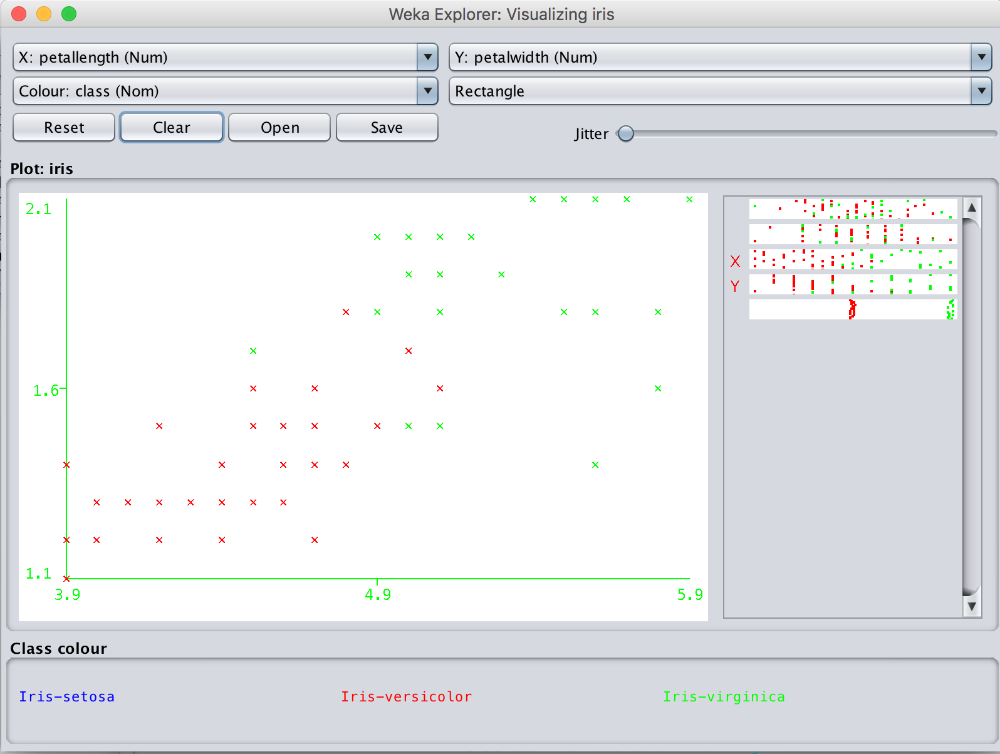 Weka Explorer: Visualizing iris
X: petallength (Num)
Y: petalwidth (Num)
Colour: class (Nom)
Rectangle
Reset
Clear
Open
Save
Jitter
Plot: iris
2.1
1.6
1.1
3.9
4.9
5.9
X
Y
Class colour
Iris-setosa
Iris-versicolor
Iris-virginica